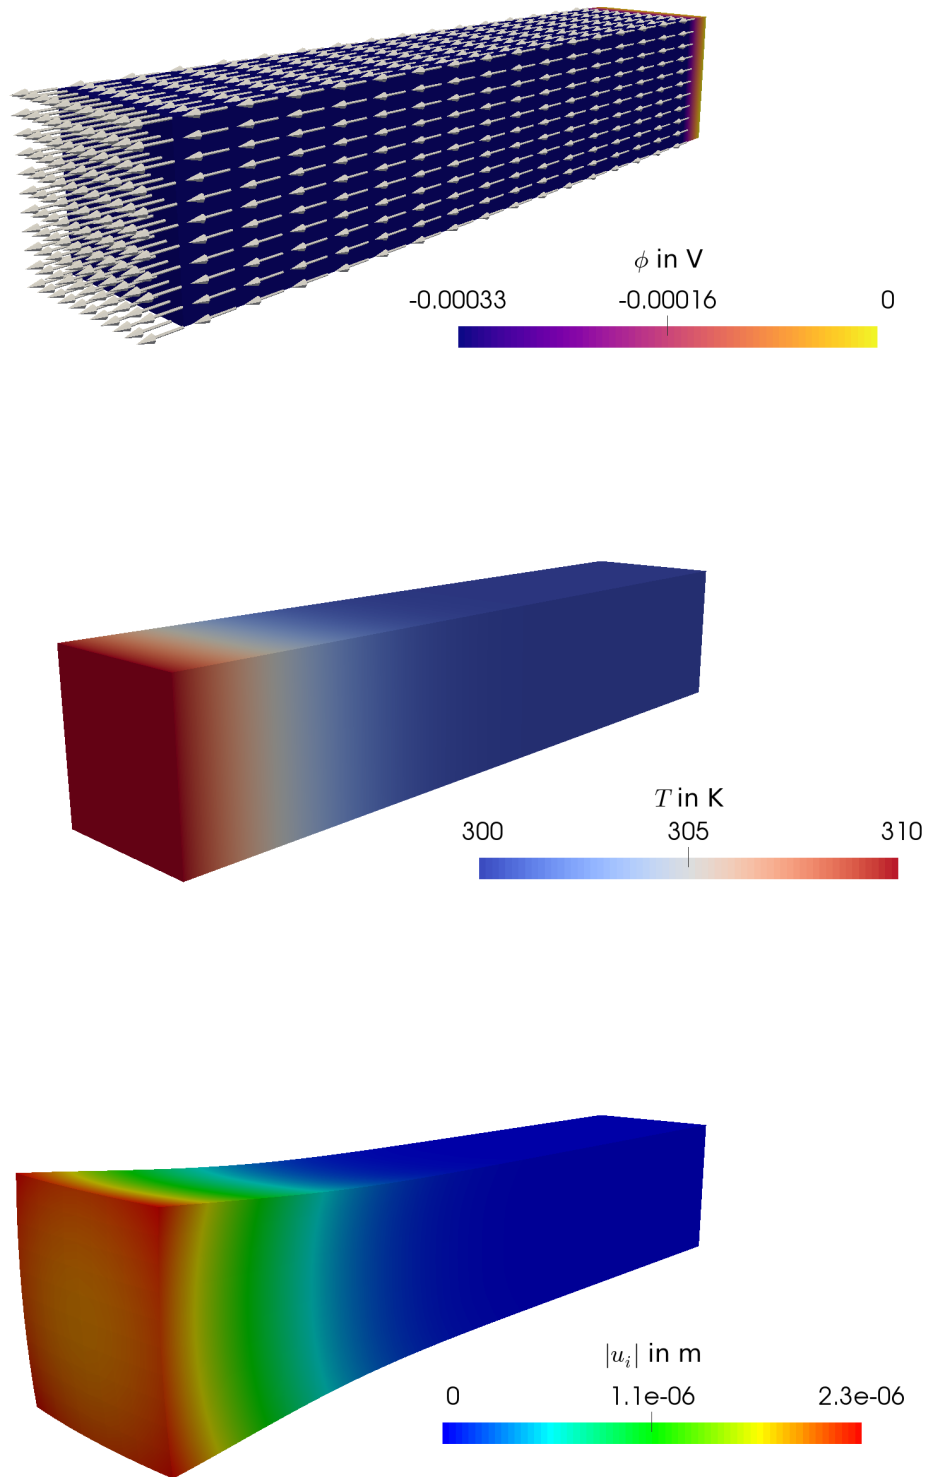 ϕ in V
-0.00033 -0.00016 0
T in K
300 305 310
|u_i| in m
0 1.1e-06 2.3e-06